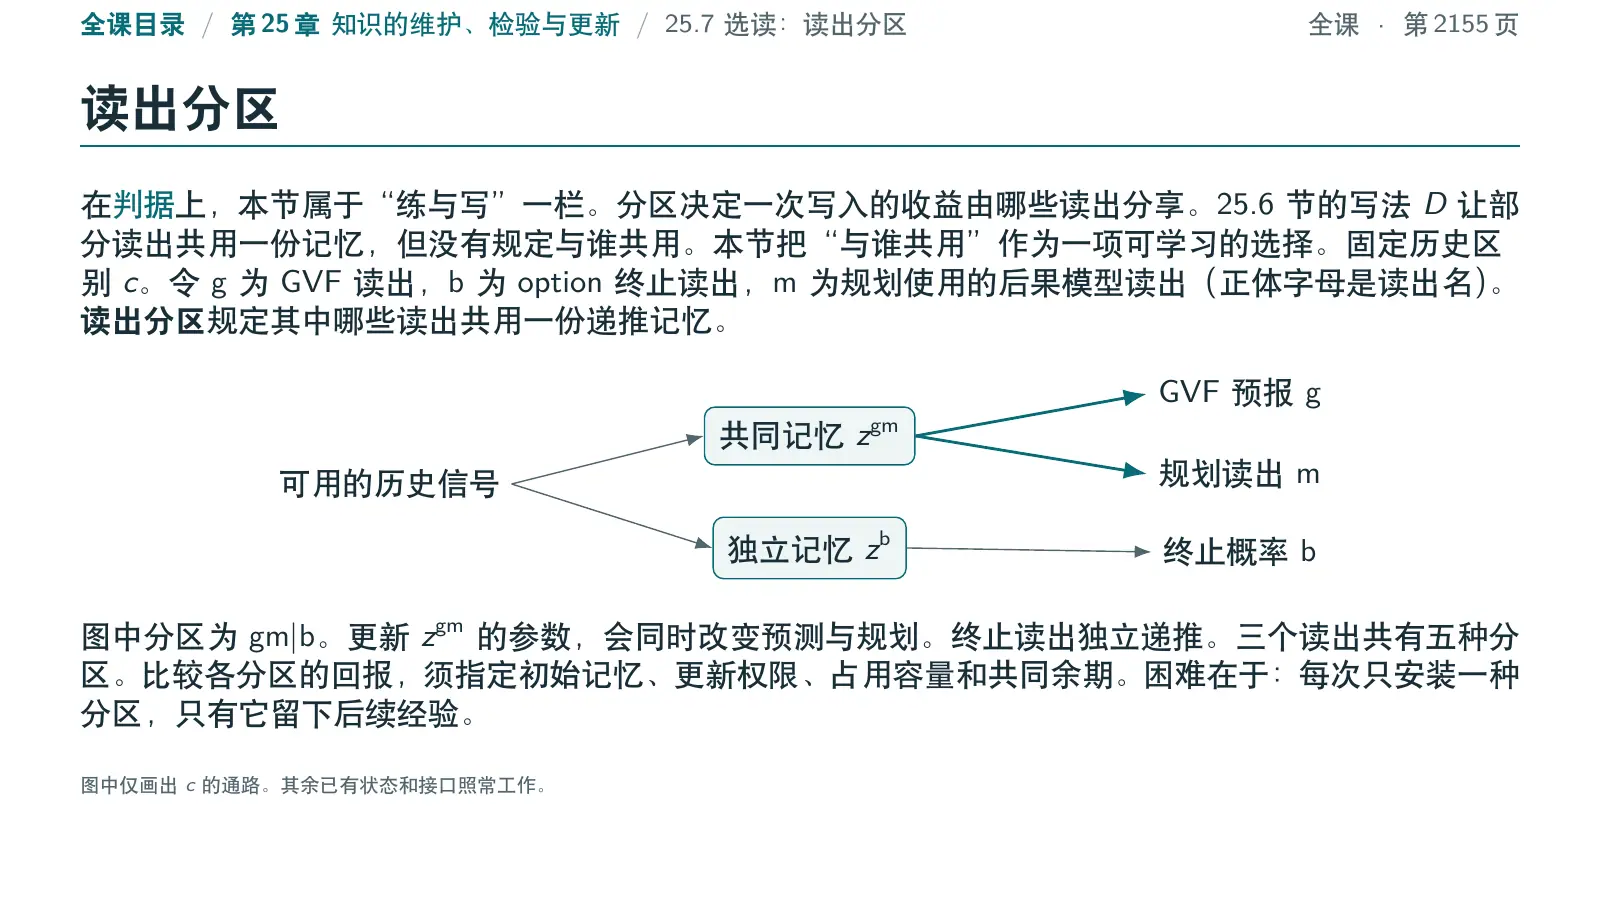 全课目录 / 第 25 章 知识的维护、检验与更新 / 25.7 选读：读出分区
全课 · 第 2155 页
读出分区
在判据上，本节属于“练与写”一栏。分区决定一次写入的收益由哪些读出分享。25.6 节的写法 D 让部
分读出共用一份记忆，但没有规定与谁共用。本节把“与谁共用”作为一项可学习的选择。固定历史区
别 c。令 g 为 GVF 读出，b 为 option 终止读出，m 为规划使用的后果模型读出（正体字母是读出名）。
读出分区规定其中哪些读出共用一份递推记忆。
GVF 预报 g
共同记忆 z^gm
规划读出 m
可用的历史信号
独立记忆 z^b
终止概率 b
图中分区为 gm|b。更新 z^gm 的参数，会同时改变预测与规划。终止读出独立递推。三个读出共有五种分
区。比较各分区的回报，须指定初始记忆、更新权限、占用容量和共同余期。困难在于：每次只安装一种
分区，只有它留下后续经验。
图中仅画出 c 的通路。其余已有状态和接口照常工作。